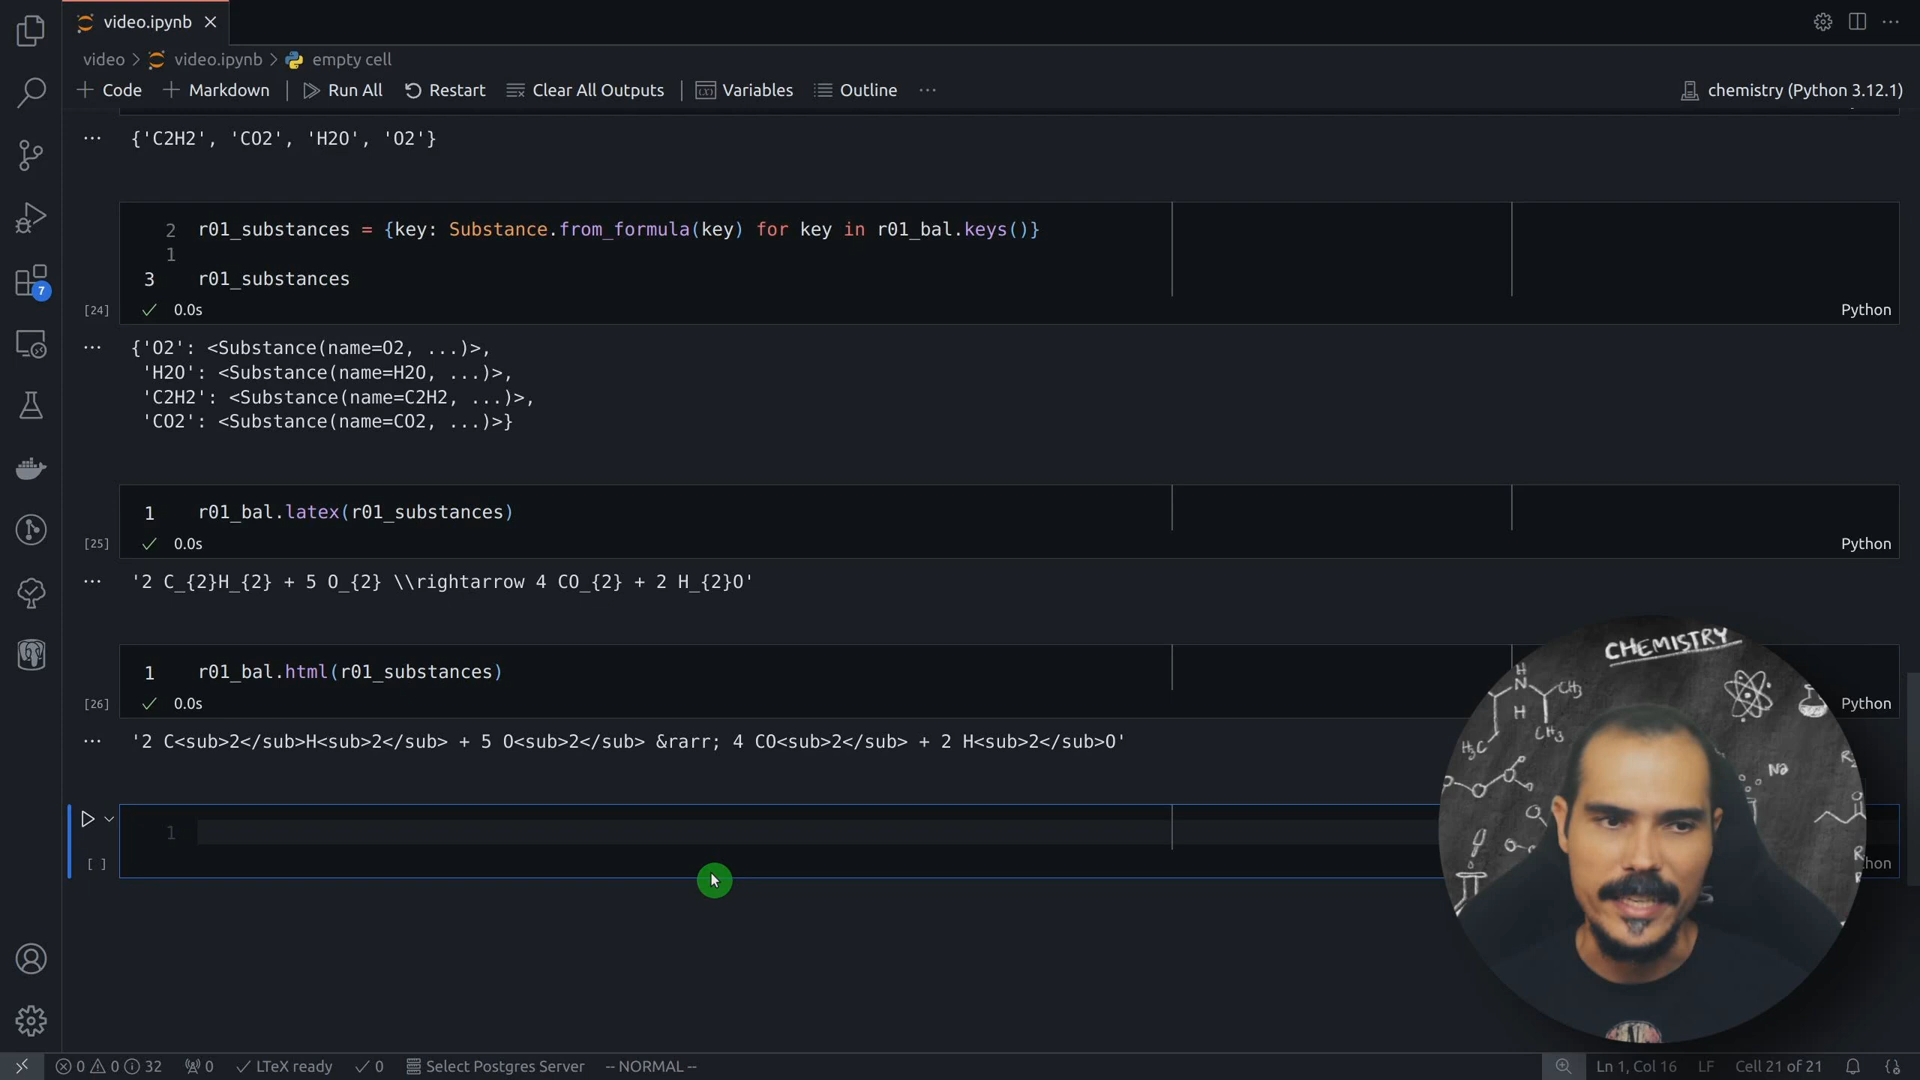 video.ipynb
video > video.ipynb > empty cell
Code Markdown Run All Restart Clear All Outputs Variables Outline ··· chemistry (Python 3.12.1)
... {'C2H2', 'CO2', 'H2O', 'O2'}
2 r01_substances = {key: Substance.from_formula(key) for key in r01_bal.keys()}
1
3 r01_substances
[24] 0.0s Python
... {'O2': <Substance(name=O2, ...)>,
'H2O': <Substance(name=H2O, ...)>,
'C2H2': <Substance(name=C2H2, ...)>,
'CO2': <Substance(name=CO2, ...)>}
1 r01_bal.latex(r01_substances)
[25] 0.0s Python
... '2 C_{2}H_{2} + 5 O_{2} \\rightarrow 4 CO_{2} + 2 H_{2}O'
1 r01_bal.html(r01_substances)
[26] 0.0s Python
... '2 C<sub>2</sub>H<sub>2</sub> + 5 O<sub>2</sub> &rarr; 4 CO<sub>2</sub> + 2 H<sub>2</sub>O'
1
[ ] hon
7
CHEMISTRY
H
N CH3
H
H3C CH3
Na
0 0 32 0 LTeX ready 0 Select Postgres Server -- NORMAL -- Ln 1, Col 16 LF Cell 21 of 21